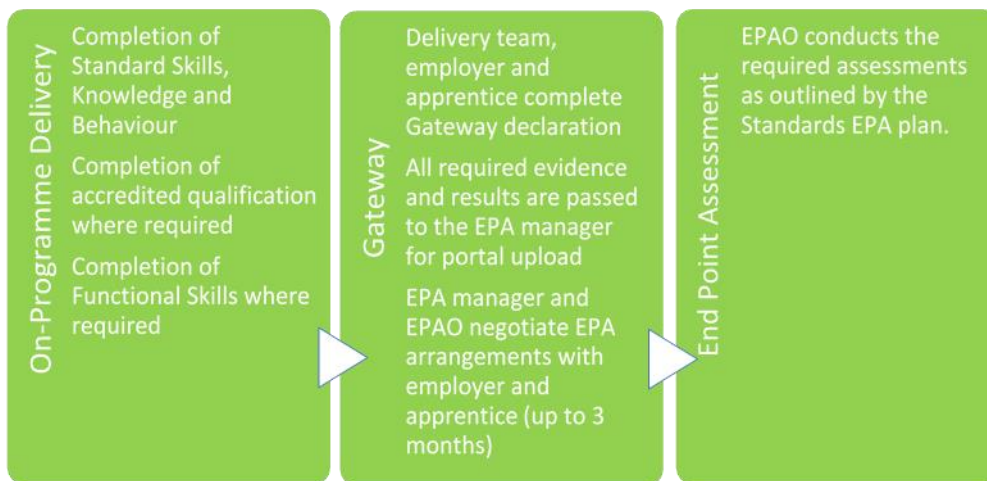 On-Programme Delivery
Completion of
Standard Skills,
Knowledge and
Behaviour
Completion of
accredited qualification
where required
Completion of
Functional Skills where
required
Gateway
Delivery team,
employer and
apprentice complete
Gateway declaration
All required evidence
and results are passed
to the EPA manager
for portal upload
EPA manager and
EPAO negotiate EPA
arrangements with
employer and
apprentice (up to 3
months)
End Point Assessment
EPAO conducts the
required assessments
as outlined by the
Standards EPA plan.